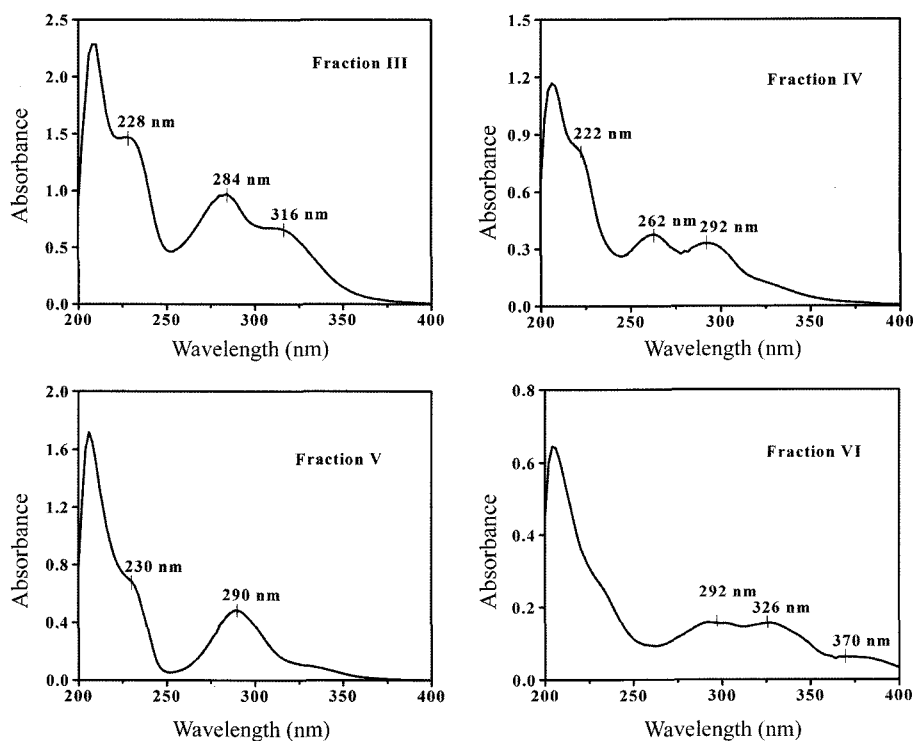 2.5
Fraction III
2.0
228 nm
1.5
284 nm
1.0
316 nm
0.5
0.0
200 250 300 350 400
Absorbance
Wavelength (nm)
1.5
Fraction IV
1.2
222 nm
0.9
0.6
262 nm 292 nm
0.3
0.0
200 250 300 350 400
Absorbance
Wavelength (nm)
2.0
Fraction V
1.6
1.2
230 nm
0.8
290 nm
0.4
0.0
200 250 300 350 400
Absorbance
Wavelength (nm)
0.8
Fraction VI
0.6
0.4
292 nm 326 nm
0.2
370 nm
0.0
200 250 300 350 400
Absorbance
Wavelength (nm)